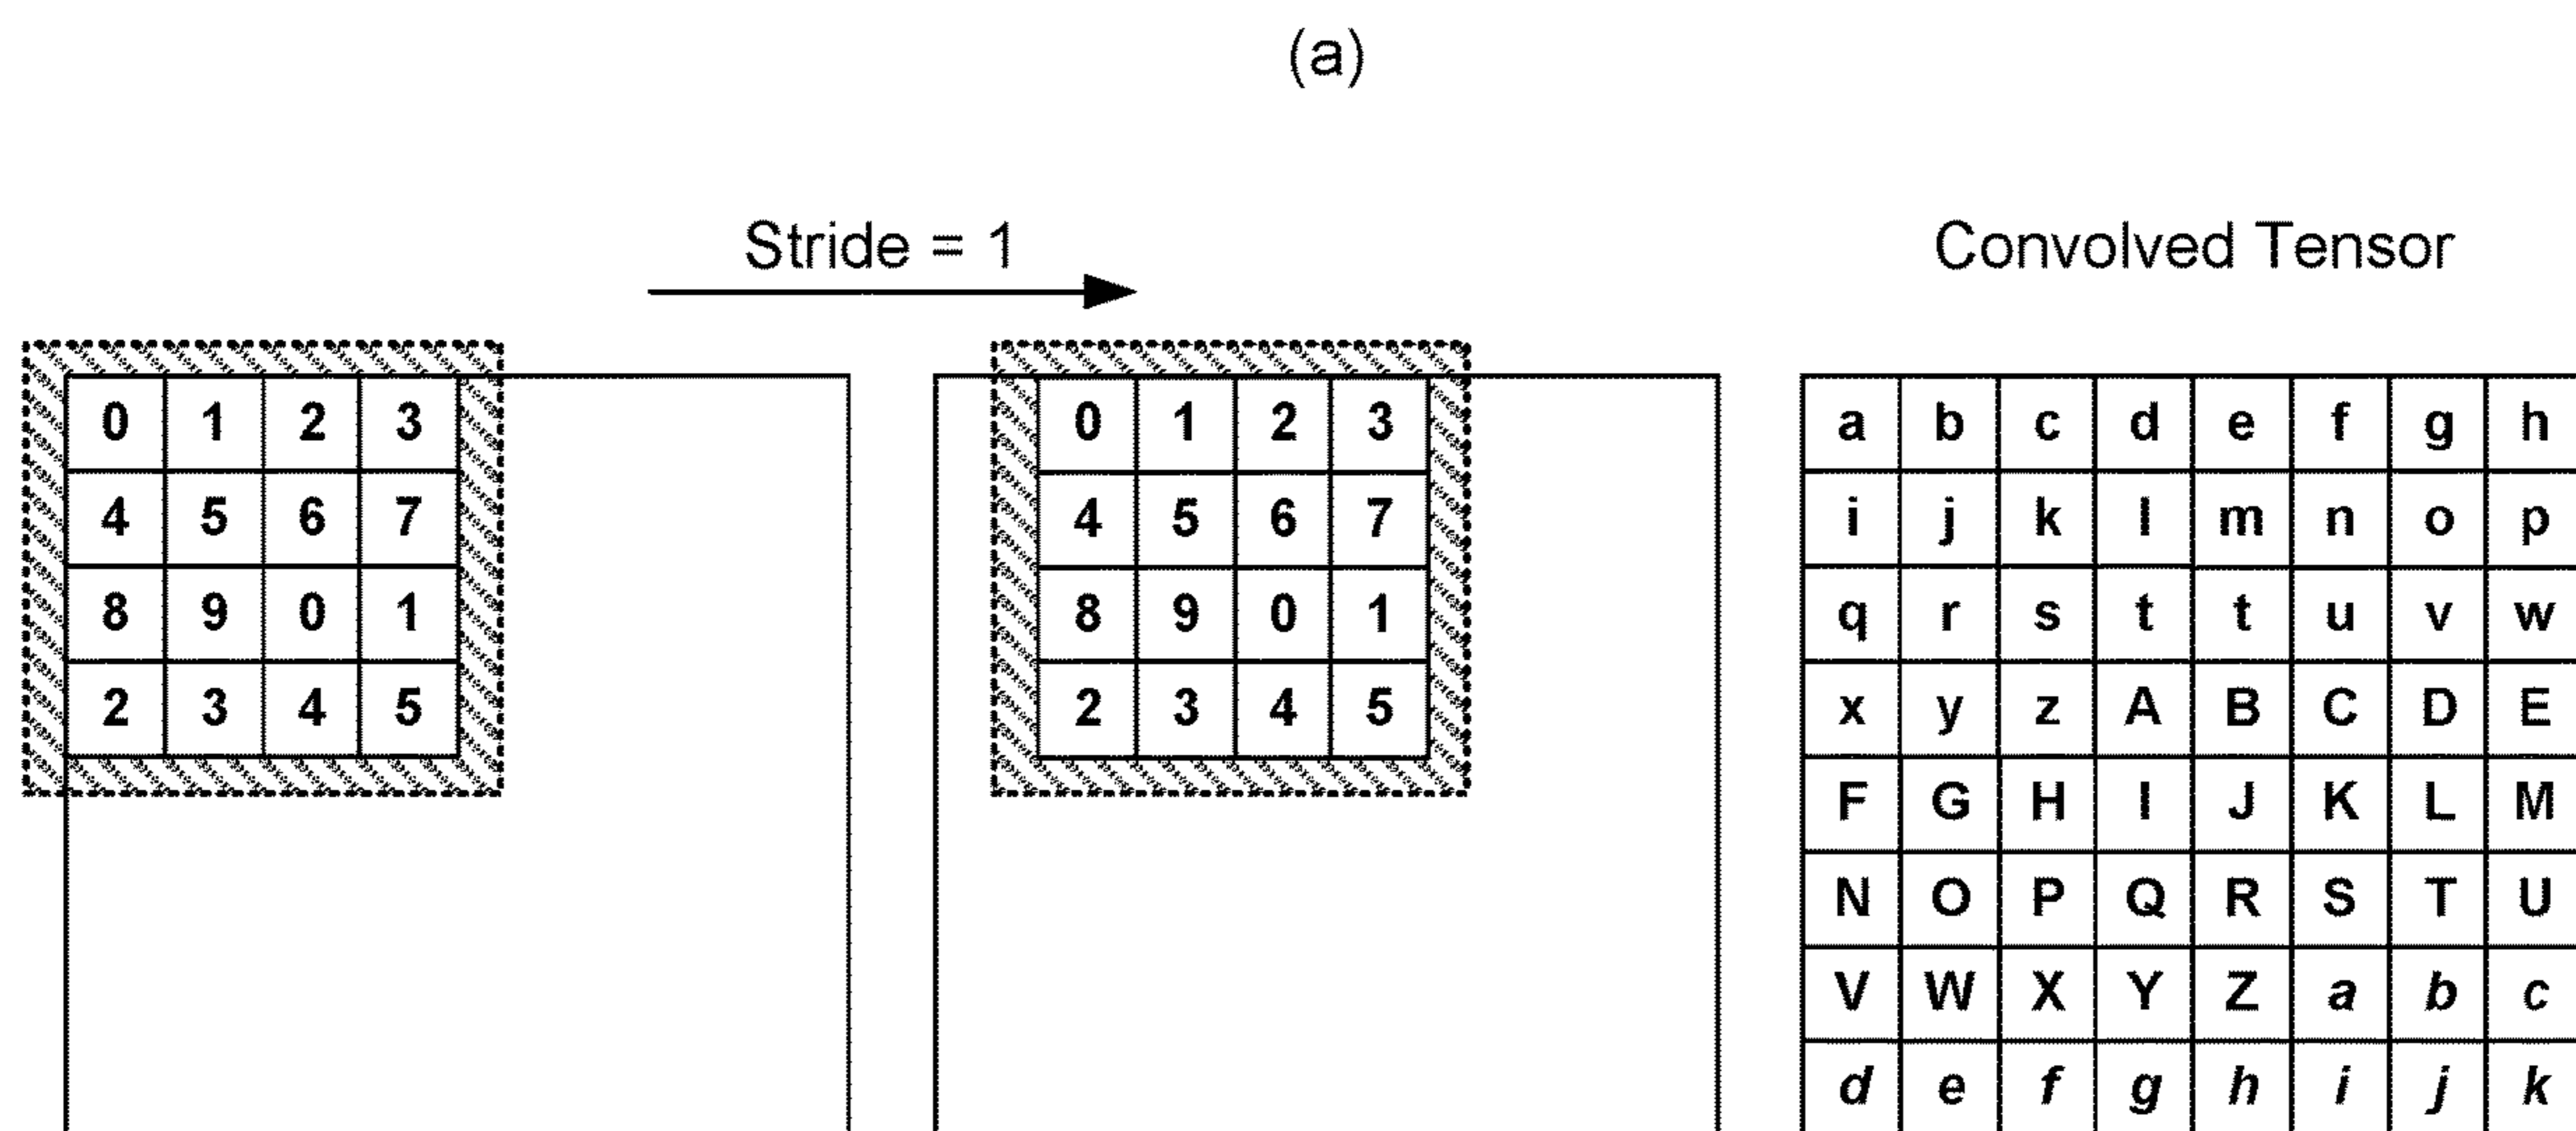 (a)
Stride = 1
Convolved Tensor
0 1 2 3
4 5 6 7
8 9 0 1
2 3 4 5
0 1 2 3
4 5 6 7
8 9 0 1
2 3 4 5
a b c d e f g h
i j k l m n o p
q r s t t u v w
x y z A B C D E
F G H I J K L M
N O P Q R S T U
V W X Y Z a b c
d e f g h i j k